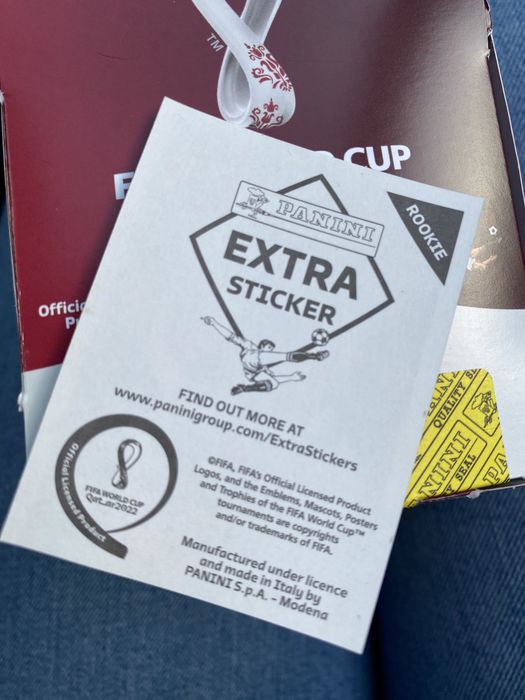 TM
CUP
Official
PANINI
EXTRA
STICKER
ROOKIE
FIND OUT MORE AT
www.paninigroup.com/ExtraStickers
Official Licensed Product
FIFA WORLD CUP
Qatar2022
©FIFA, FIFA's Official Licensed Product
Logos, and the Emblems, Mascots, Posters
and Trophies of the FIFA World Cup™
tournaments are copyrights
and/or trademarks of FIFA.
Manufactured under licence
and made in Italy by
PANINI S.p.A. - Modena
QUALITY SEAL
PANINI
QUALITY SEAL
PANINI